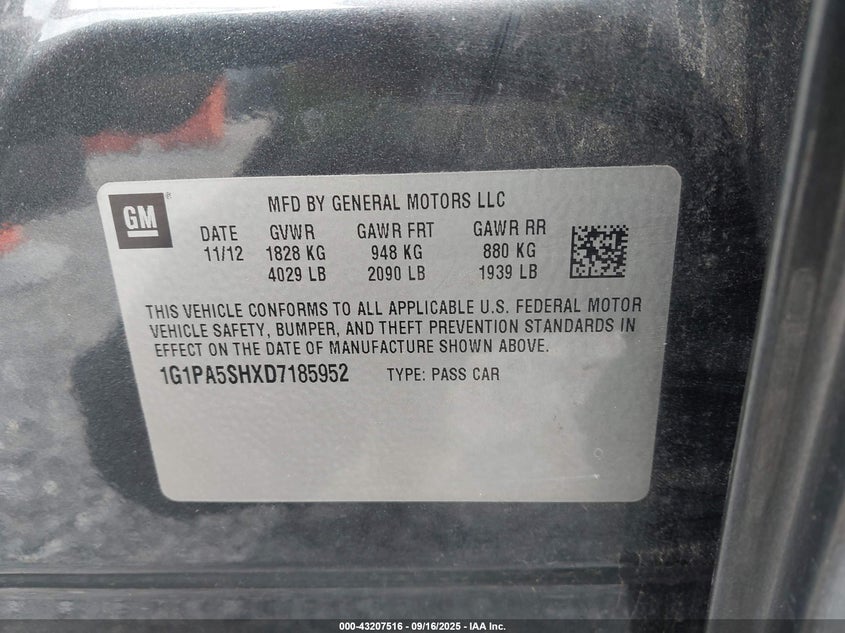 GM®
MFD BY GENERAL MOTORS LLC
DATE GVWR GAWR FRT GAWR RR
11/12 1828 KG 948 KG 880 KG
4029 LB 2090 LB 1939 LB
THIS VEHICLE CONFORMS TO ALL APPLICABLE U.S. FEDERAL MOTOR
VEHICLE SAFETY, BUMPER, AND THEFT PREVENTION STANDARDS IN
EFFECT ON THE DATE OF MANUFACTURE SHOWN ABOVE.
1G1PA5SHXD7185952 TYPE: PASS CAR
000-43207516 - 09/16/2025 - IAA Inc.